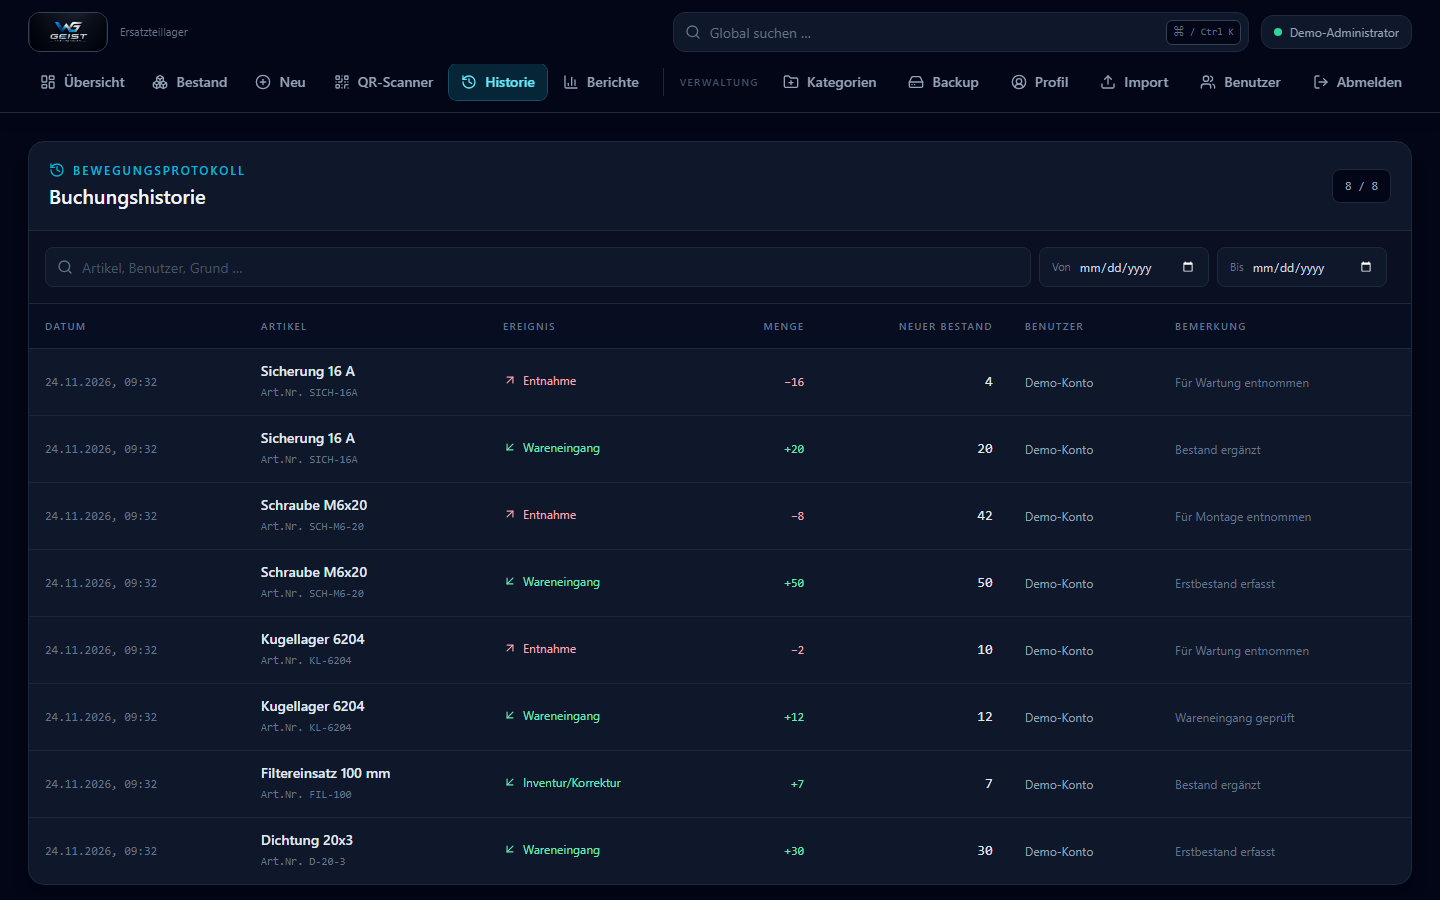 WG
GEIST
Ersatzteillager
Global suchen ...
⌘ / Ctrl K
Demo-Administrator
Übersicht
Bestand
Neu
QR-Scanner
Historie
Berichte
VERWALTUNG
Kategorien
Backup
Profil
Import
Benutzer
Abmelden
BEWEGUNGSPROTOKOLL
Buchungshistorie
8 / 8
Artikel, Benutzer, Grund ...
Von mm/dd/yyyy
Bis mm/dd/yyyy
DATUM ARTIKEL EREIGNIS MENGE NEUER BESTAND BENUTZER BEMERKUNG
24.11.2026, 09:32 Sicherung 16 A Entnahme −16 4 Demo-Konto Für Wartung entnommen
Art.Nr. SICH-16A
24.11.2026, 09:32 Sicherung 16 A Wareneingang +20 20 Demo-Konto Bestand ergänzt
Art.Nr. SICH-16A
24.11.2026, 09:32 Schraube M6x20 Entnahme −8 42 Demo-Konto Für Montage entnommen
Art.Nr. SCH-M6-20
24.11.2026, 09:32 Schraube M6x20 Wareneingang +50 50 Demo-Konto Erstbestand erfasst
Art.Nr. SCH-M6-20
24.11.2026, 09:32 Kugellager 6204 Entnahme −2 10 Demo-Konto Für Wartung entnommen
Art.Nr. KL-6204
24.11.2026, 09:32 Kugellager 6204 Wareneingang +12 12 Demo-Konto Wareneingang geprüft
Art.Nr. KL-6204
24.11.2026, 09:32 Filtereinsatz 100 mm Inventur/Korrektur +7 7 Demo-Konto Bestand ergänzt
Art.Nr. FIL-100
24.11.2026, 09:32 Dichtung 20x3 Wareneingang +30 30 Demo-Konto Erstbestand erfasst
Art.Nr. D-20-3